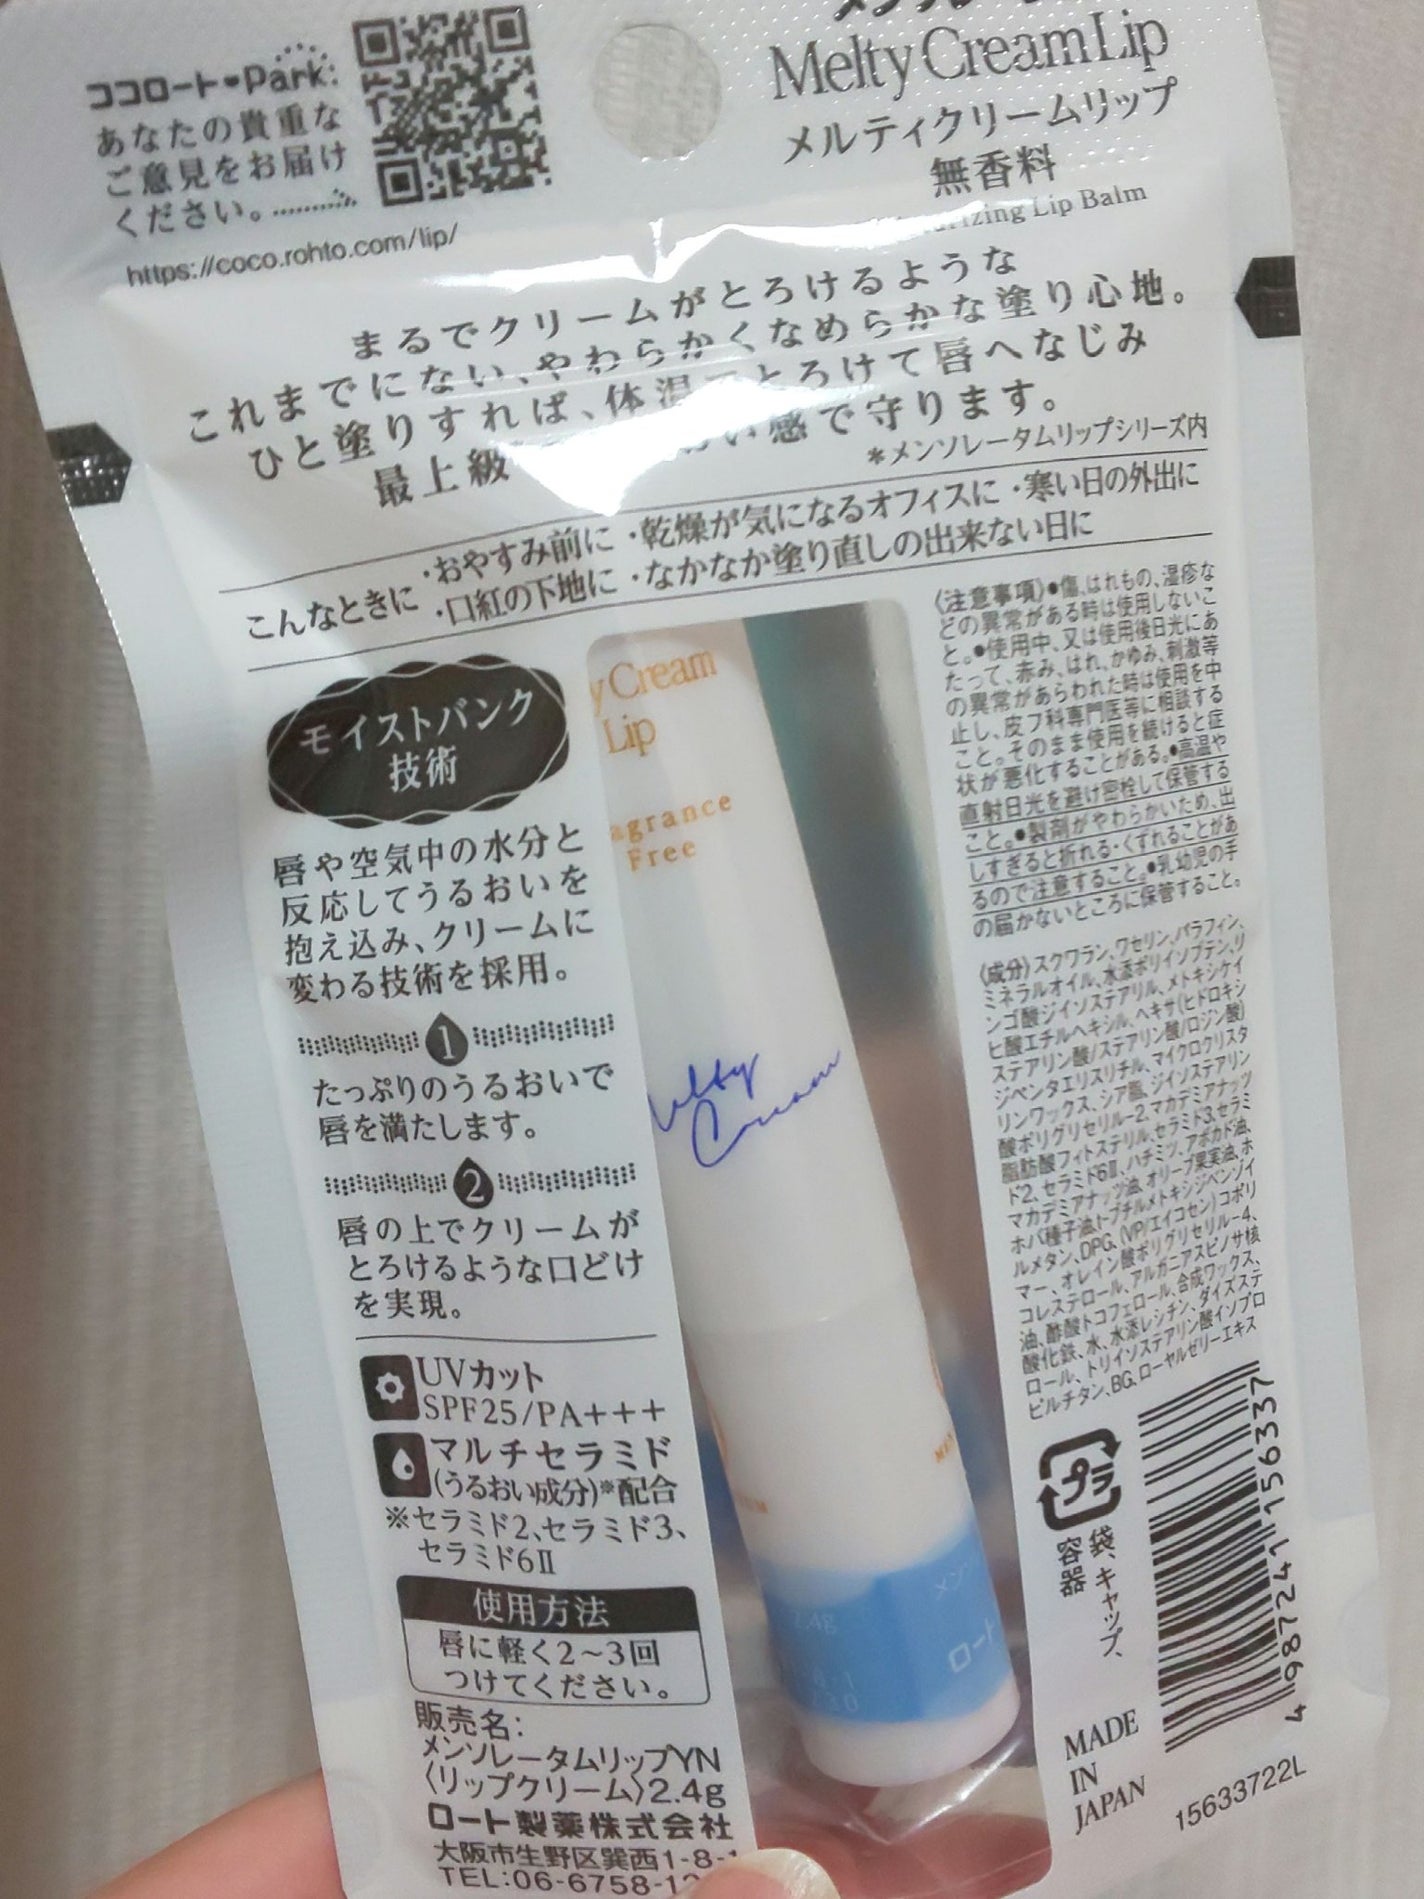 ココロート♥Park:
あなたの貴重な
ご意見をお届け
ください。
https://coco.rohto.com/lip/
Melty Cream Lip
メルティクリームリップ
無香料
Lip Balm
まるでクリームがとろけるような
これまでにない、やわらかくなめらかな塗り心地。
ひと塗りすれば、体温でとろけて唇へなじみ
最上級 感で守ります。
*メンソレータムリップシリーズ内
こんなときに
・おやすみ前に ・乾燥が気になるオフィスに ・寒い日の外出に
・口紅の下地に ・なかなか塗り直しの出来ない日に
モイストバンク
技術
唇や空気中の水分と
反応してうるおいを
抱え込み、クリームに
変わる技術を採用。
1
たっぷりのうるおいで
唇を満たします。
2
唇の上でクリームが
とろけるような口どけ
を実現。
UVカット
SPF25/PA+++
マルチセラミド
(うるおい成分)※配合
※セラミド2、セラミド3、
セラミド6Ⅱ
使用方法
唇に軽く2～3回
つけてください。
販売名:
メンソレータムリップYN
〈リップクリーム〉2.4g
ロート製薬株式会社
大阪市生野区巽西1-8-
TEL:06-6758-12
Cream
Lip
Free
Melty
Cream
2.4g
ロート
〈注意事項〉●傷、はれもの、湿疹な
どの異常がある時は使用しないこ
と。●使用中、又は使用後日光にあ
たって、赤み、はれ、かゆみ、刺激等
の異常があらわれた時は使用を中
止し、皮フ科専門医等に相談する
こと。そのまま使用を続けると症
状が悪化することがある。●高温や
直射日光を避け密栓して保管する
こと。●製剤がやわらかいため、出
しすぎると折れる・くずれることがあ
るので注意すること。●乳幼児の手
の届かないところに保管すること。
〈成分〉スクワラン、ワセリン、パラフィン、
ミネラルオイル、水添ポリイソブテン、リ
ンゴ酸ジイソステアリル、メトキシケイ
ヒ酸エチルヘキシル、ヘキサ(ヒドロキシ
ステアリン酸/ステアリン酸/ロジン酸)
ジペンタエリスリチル、マイクロクリスタ
リンワックス、シア脂、ジイソステアリン
酸ポリグリセリル-2、マカデミアナッツ
脂肪酸フィトステリル、セラミド3、セラミ
ド2、セラミド6Ⅱ、ハチミツ、アボカド油、
マカデミアナッツ油、オリーブ果実油、ホ
ホバ種子油、t-ブチルメトキシジベンゾイ
ルメタン、DPG、(VP/エイコセン)コポリ
マー、オレイン酸ポリグリセリル-4、
コレステロール、アルガニアスピノサ核
油、酢酸トコフェロール、合成ワックス、
酸化鉄、水、水添レシチン、ダイズステ
ロール、トリイソステアリン酸イソプロ
ピルチタン、BG、ローヤルゼリーエキス
プラ
袋、キャップ、
容器
4 987241 156337
MADE
IN
JAPAN
15633722L